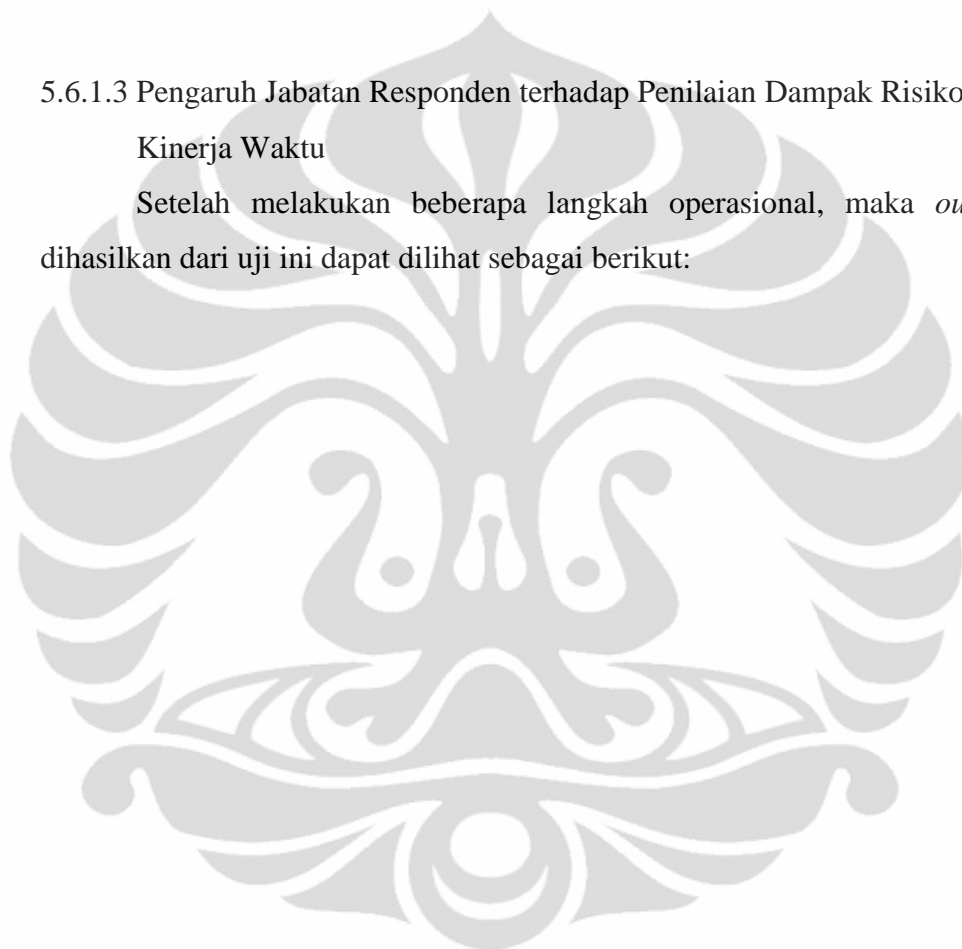 5.6.1.3 Pengaruh Jabatan Responden terhadap Penilaian Dampak Risiko
Kinerja Waktu
Setelah melakukan beberapa langkah operasional, maka
dihasilkan dari uji ini dapat dilihat sebagai berikut: